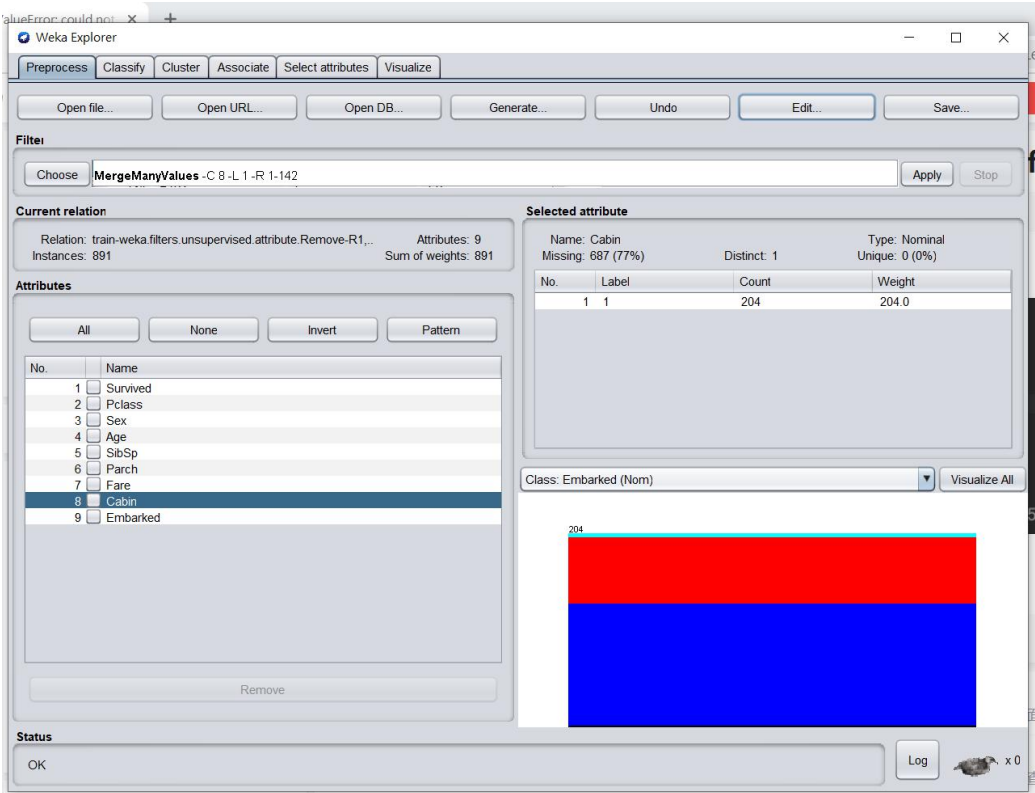 ValueError: could not
Weka Explorer
Preprocess Classify Cluster Associate Select attributes Visualize
Open file... Open URL... Open DB... Generate... Undo Edit... Save...
Filter
Choose MergeManyValues -C 8 -L 1 -R 1-142 Apply Stop
Current relation
Relation: train-weka.filters.unsupervised.attribute.Remove-R1,.. Attributes: 9
Instances: 891 Sum of weights: 891
Attributes
All None Invert Pattern
No. Name
1 Survived
2 Pclass
3 Sex
4 Age
5 SibSp
6 Parch
7 Fare
8 Cabin
9 Embarked
Remove
Selected attribute
Name: Cabin Type: Nominal
Missing: 687 (77%) Distinct: 1 Unique: 0 (0%)
No. Label Count Weight
1 1 204 204.0
Class: Embarked (Nom) Visualize All
204
Status
OK Log x 0